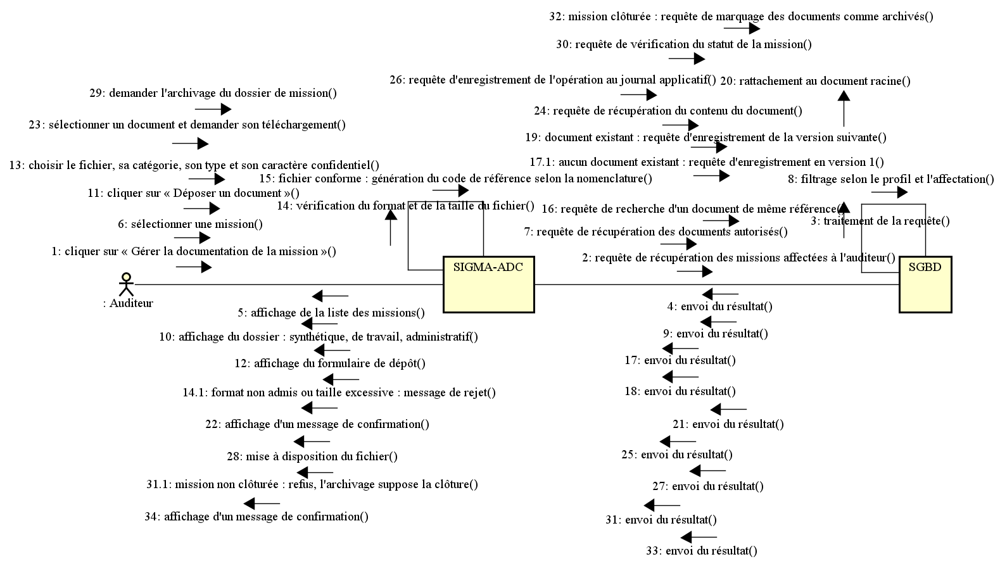 32: mission clôturée : requête de marquage des documents comme archivés()
30: requête de vérification du statut de la mission()
26: requête d'enregistrement de l'opération au journal applicatif()
20: rattachement au document racine()
29: demander l'archivage du dossier de mission()
24: requête de récupération du contenu du document()
23: sélectionner un document et demander son téléchargement()
19: document existant : requête d'enregistrement de la version suivante()
17.1: aucun document existant : requête d'enregistrement en version 1()
13: choisir le fichier, sa catégorie, son type et son caractère confidentiel()
15: fichier conforme : génération du code de référence selon la nomenclature()
8: filtrage selon le profil et l'affectation()
11: cliquer sur « Déposer un document »()
14: vérification du format et de la taille du fichier()
16: requête de recherche d'un document de même référence()
3: traitement de la requête()
6: sélectionner une mission()
7: requête de récupération des documents autorisés()
1: cliquer sur « Gérer la documentation de la mission »()
2: requête de récupération des missions affectées à l'auditeur()
SIGMA-ADC
SGBD
: Auditeur
5: affichage de la liste des missions()
4: envoi du résultat()
10: affichage du dossier : synthétique, de travail, administratif()
9: envoi du résultat()
12: affichage du formulaire de dépôt()
17: envoi du résultat()
14.1: format non admis ou taille excessive : message de rejet()
18: envoi du résultat()
22: affichage d'un message de confirmation()
21: envoi du résultat()
28: mise à disposition du fichier()
25: envoi du résultat()
31.1: mission non clôturée : refus, l'archivage suppose la clôture()
27: envoi du résultat()
34: affichage d'un message de confirmation()
31: envoi du résultat()
33: envoi du résultat()